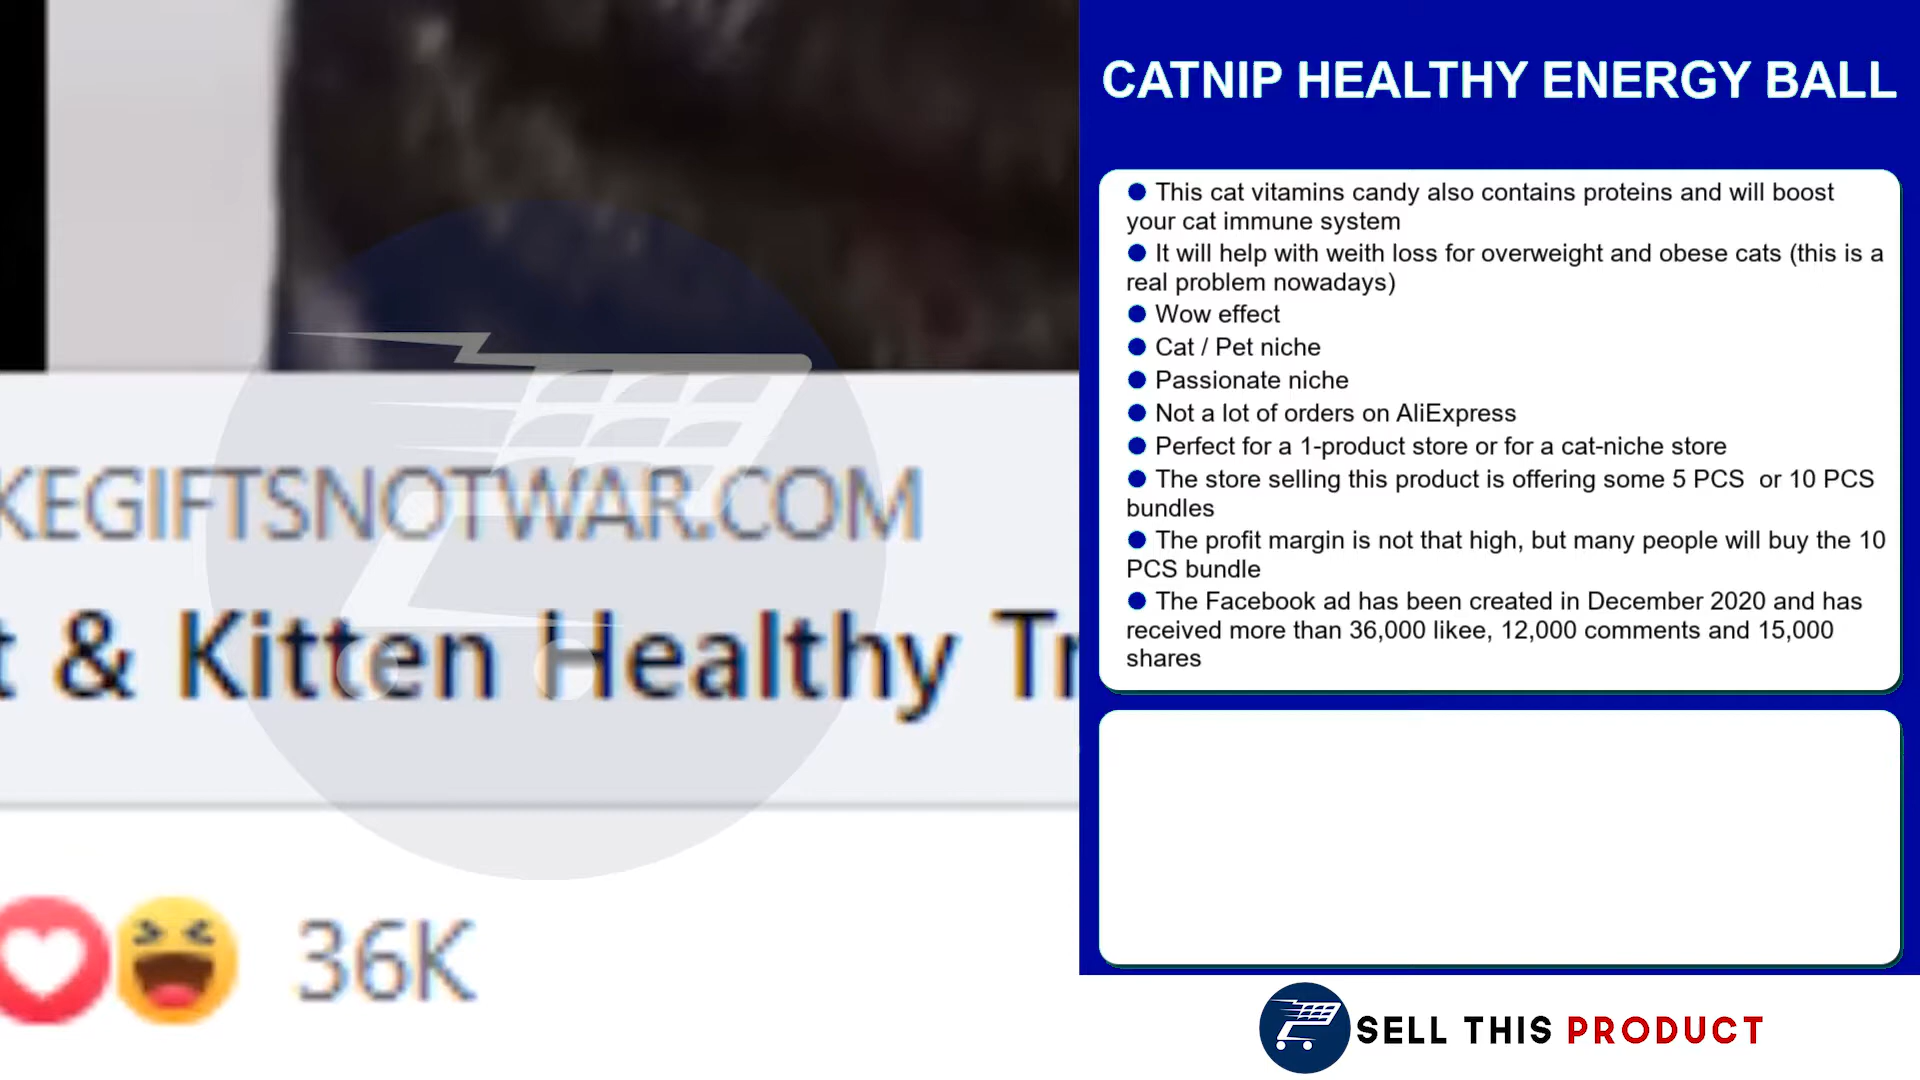 KEGIFTSNOTWAR.COM
& Kitten Healthy
36K
CATNIP HEALTHY ENERGY BALL
● This cat vitamins candy also contains proteins and will boost
your cat immune system
● It will help with weith loss for overweight and obese cats (this is a
real problem nowadays)
● Wow effect
● Cat / Pet niche
● Passionate niche
● Not a lot of orders on AliExpress
● Perfect for a 1-product store or for a cat-niche store
● The store selling this product is offering some 5 PCS  or 10 PCS
bundles
● The profit margin is not that high, but many people will buy the 10
PCS bundle
● The Facebook ad has been created in December 2020 and has
received more than 36,000 likee, 12,000 comments and 15,000
shares
SELL THIS PRODUCT